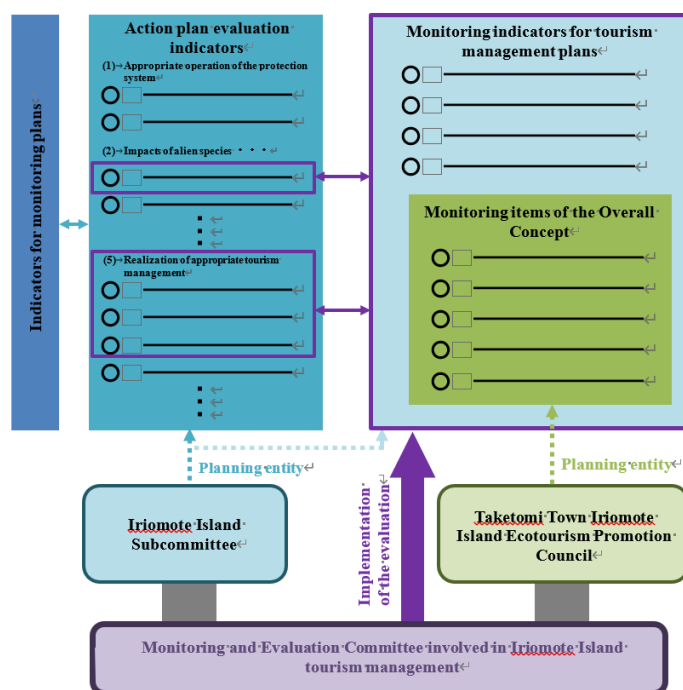 Indicators for monitoring plans
Action plan evaluation
indicators
(1) Appropriate operation of the protection
system
(2) Impacts of alien species ・・・
(5) Realization of appropriate tourism
management
Monitoring indicators for tourism
management plans
Monitoring items of the Overall
Concept
Planning entity
Planning entity
Implementation
of the evaluation
Iriomote Island
Subcommittee
Taketomi Town Iriomote
Island Ecotourism Promotion
Council
Monitoring and Evaluation Committee involved in Iriomote Island
tourism management